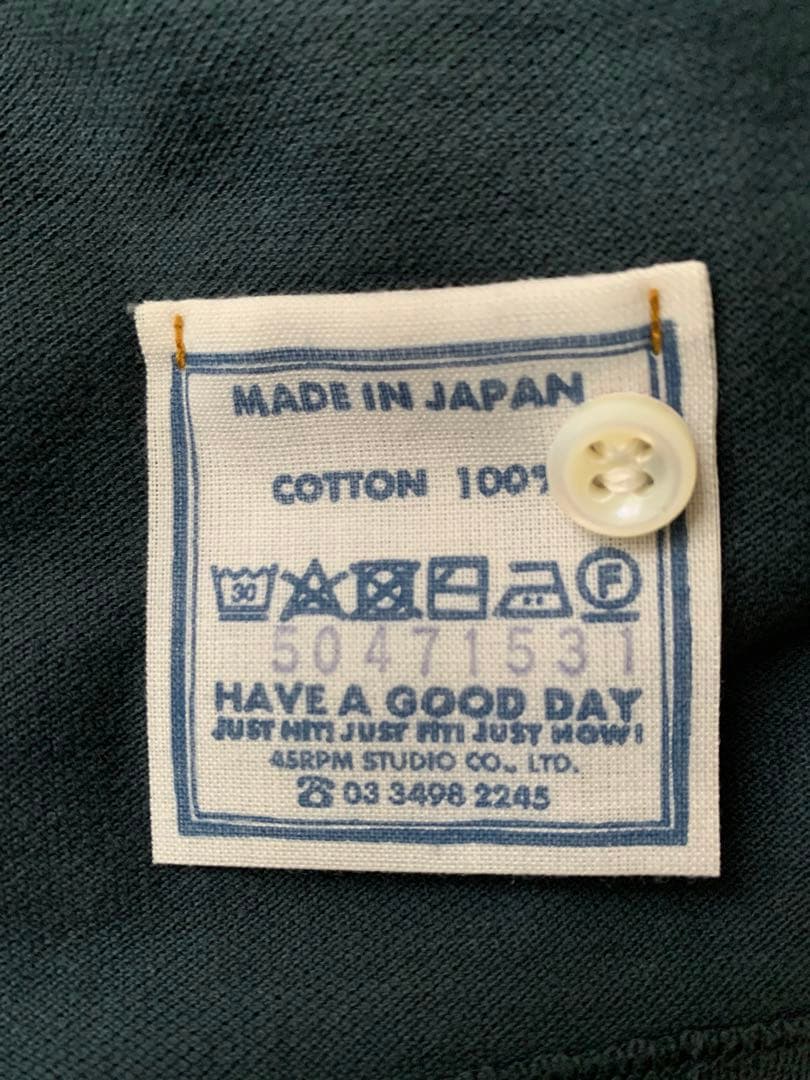 MADE IN JAPAN
COTTON 100%
30 F
50471531
HAVE A GOOD DAY
JUST HIT! JUST FIT! JUST NOW!
45RPM STUDIO CO., LTD.
☎ 03 3498 2245